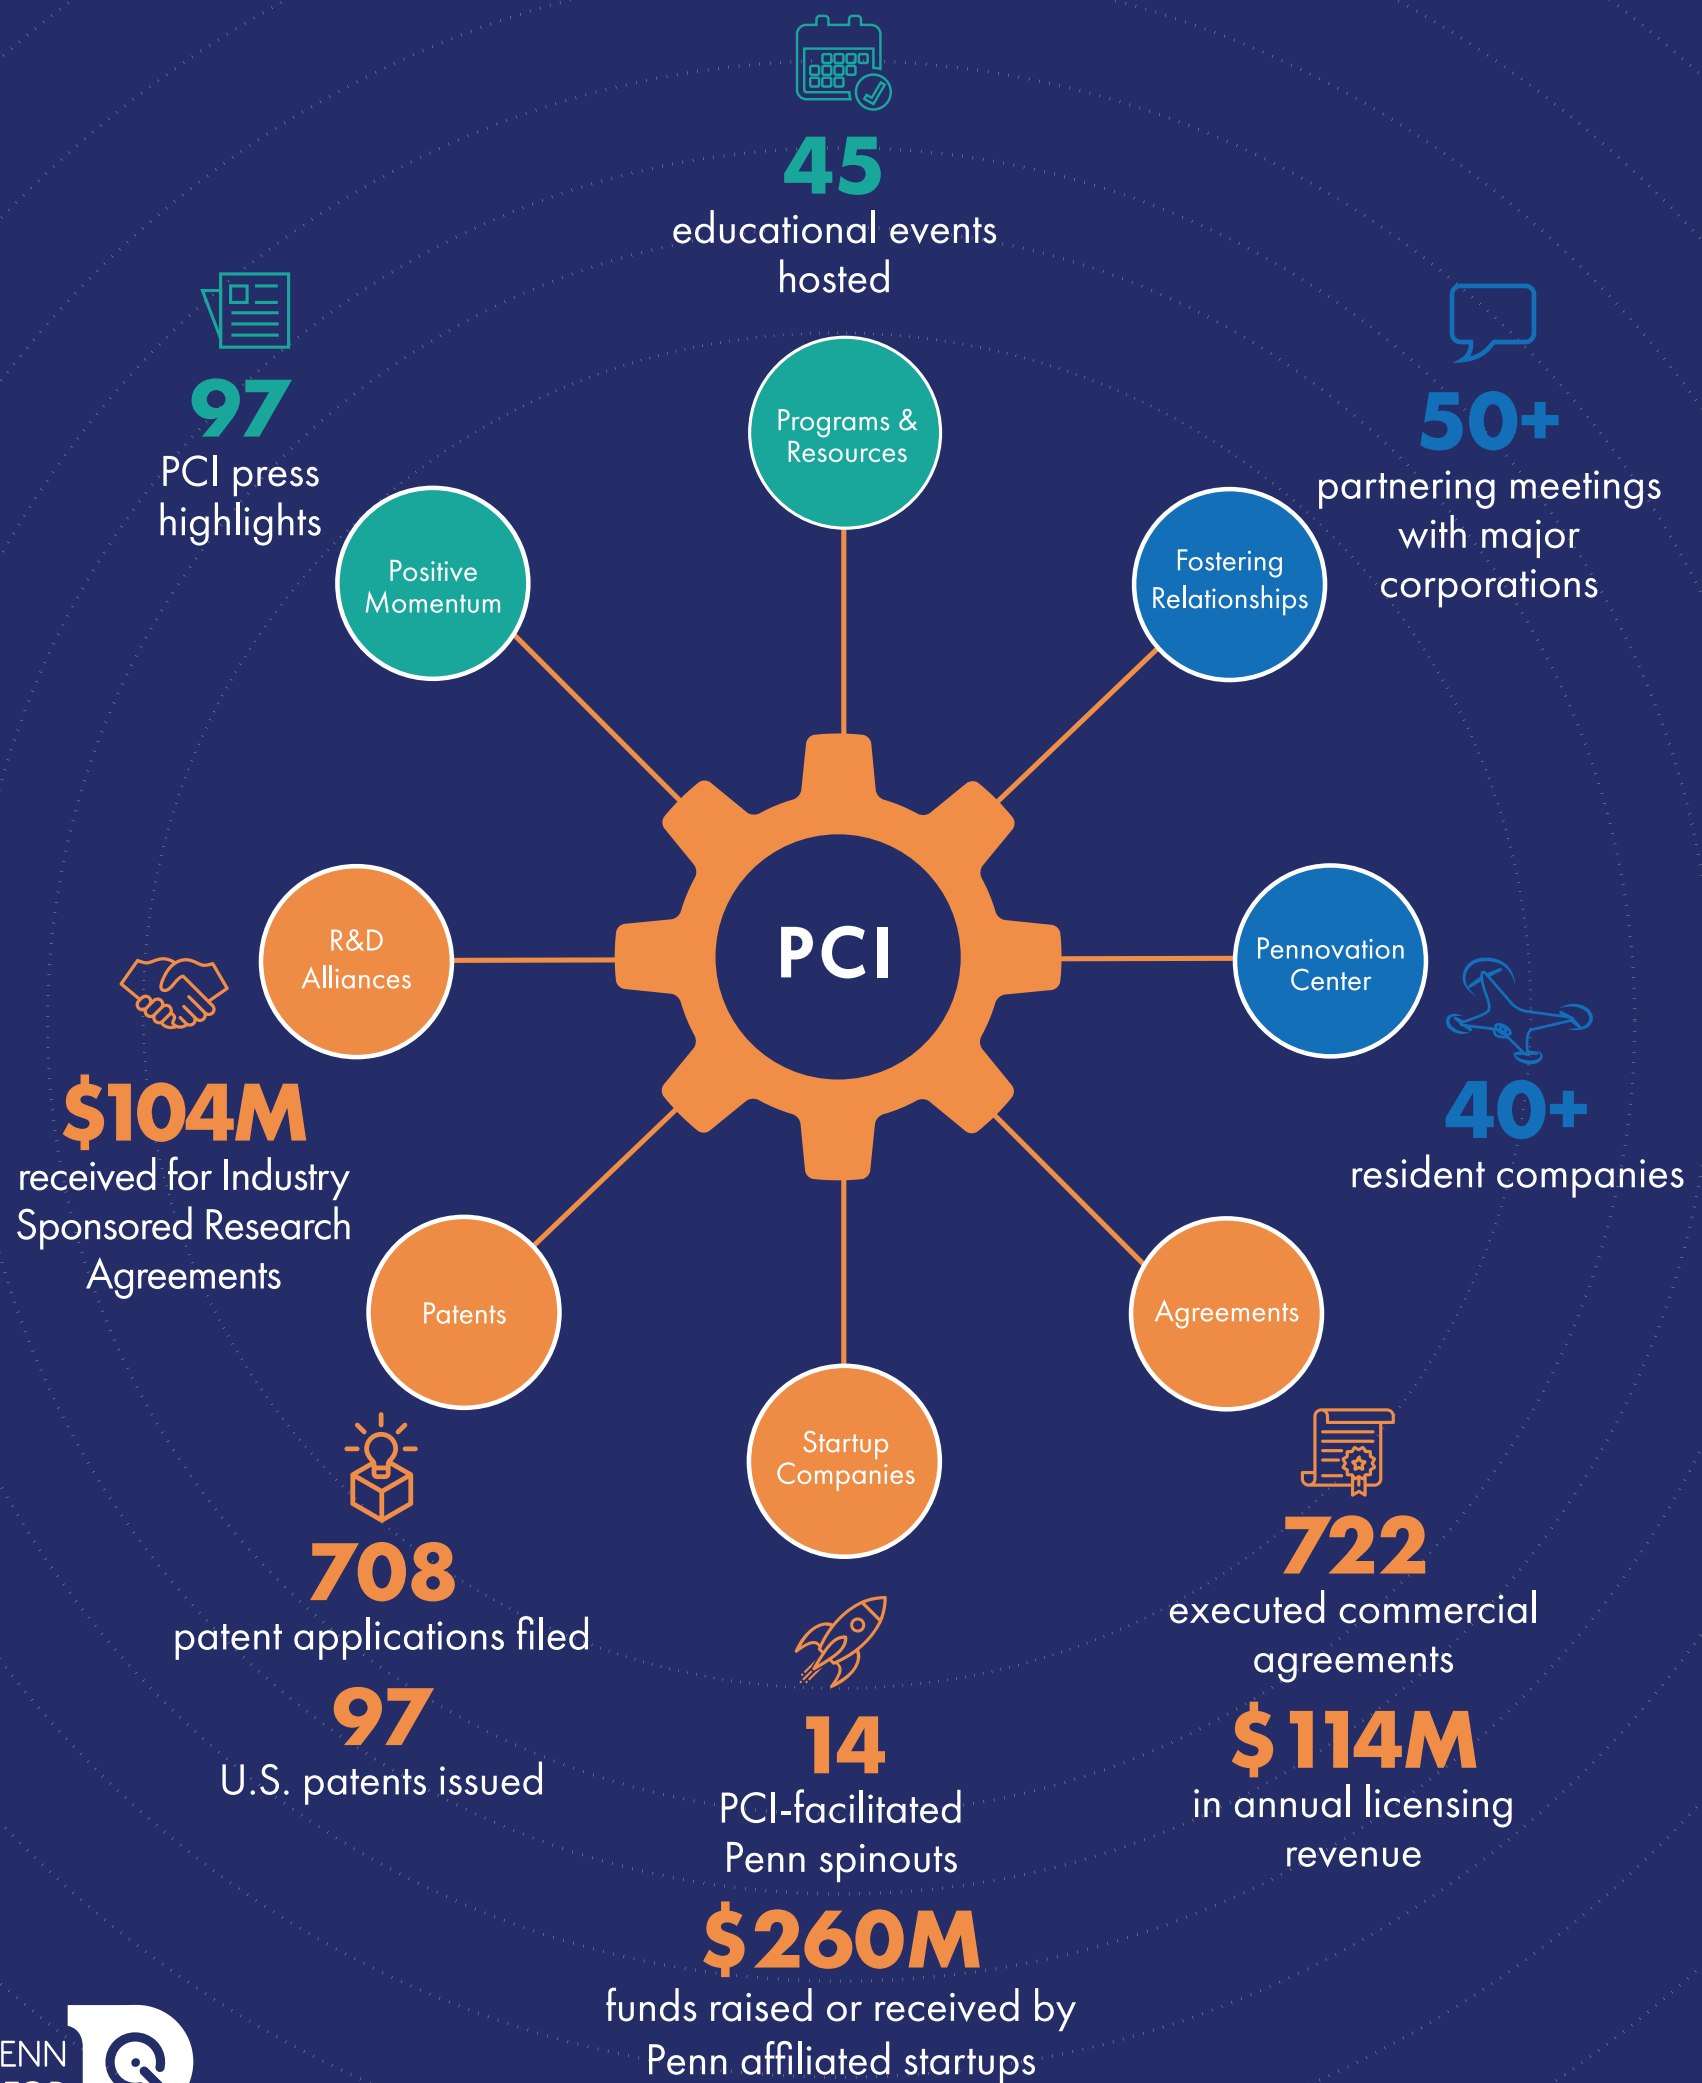 45
educational events
hosted
97
PCI press
highlights
50+
partnering meetings
with major
corporations
Programs &
Resources
Positive
Momentum
Fostering
Relationships
R&D
Alliances
PCI
Pennovation
Center
$104M
received for Industry
Sponsored Research
Agreements
40+
resident companies
Patents
Agreements
Startup
Companies
708
patent applications filed
97
U.S. patents issued
14
PCI-facilitated
Penn spinouts
$260M
funds raised or received by
Penn affiliated startups
722
executed commercial
agreements
$114M
in annual licensing
revenue
ENN